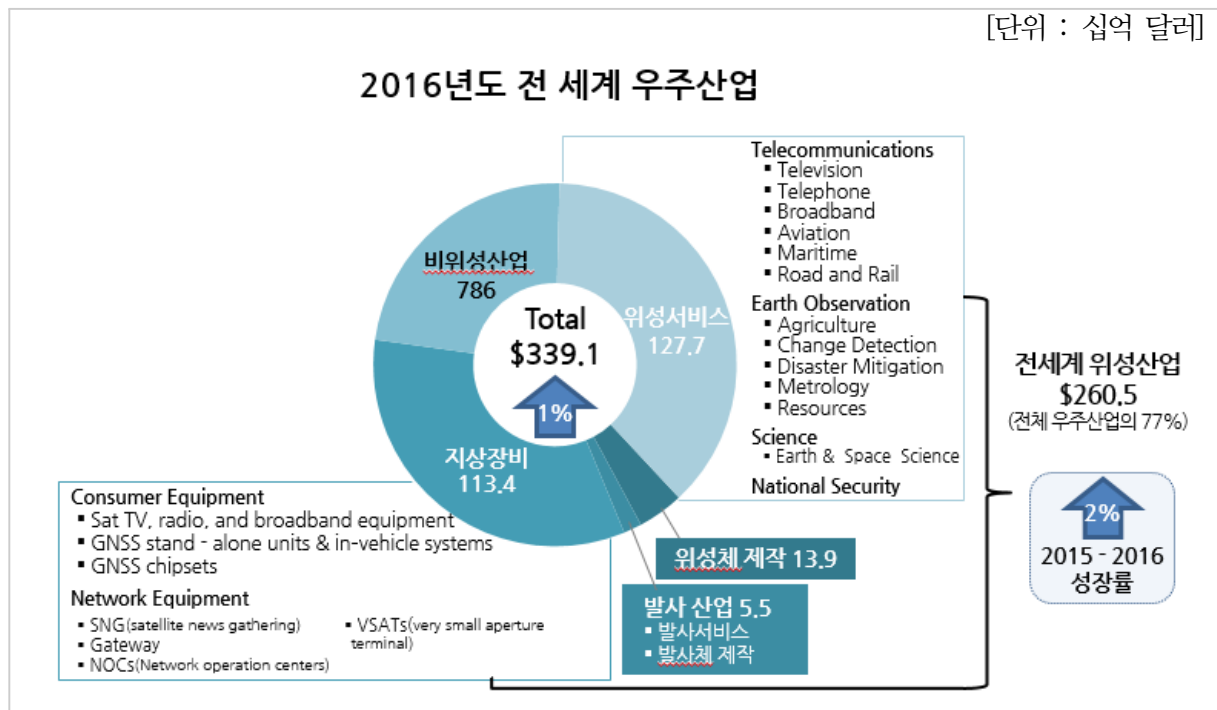 [단위 : 십억 달러]
2016년도 전 세계 우주산업
Telecommunications
▪ Television
▪ Telephone
▪ Broadband
▪ Aviation
▪ Maritime
▪ Road and Rail
Earth Observation
▪ Agriculture
▪ Change Detection
▪ Disaster Mitigation
▪ Metrology
▪ Resources
Science
▪ Earth & Space Science
National Security
비위성산업
786
Total
$339.1
1%
위성서비스
127.7
지상장비
113.4
전세계 위성산업
$260.5
(전체 우주산업의 77%)
2%
2015 - 2016
성장률
위성체 제작 13.9
발사 산업 5.5
▪ 발사서비스
▪ 발사체 제작
Consumer Equipment
▪ Sat TV, radio, and broadband equipment
▪ GNSS stand - alone units & in-vehicle systems
▪ GNSS chipsets
Network Equipment
▪ SNG(satellite news gathering)
▪ Gateway
▪ NOCs(Network operation centers)
▪ VSATs(very small aperture
terminal)